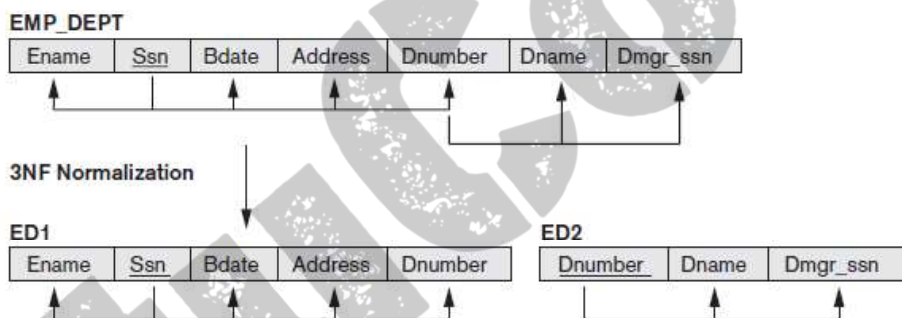 EMP_DEPT
Ename Ssn Bdate Address Dnumber Dname Dmgr_ssn
3NF Normalization
ED1
Ename Ssn Bdate Address Dnumber
ED2
Dnumber Dname Dmgr_ssn